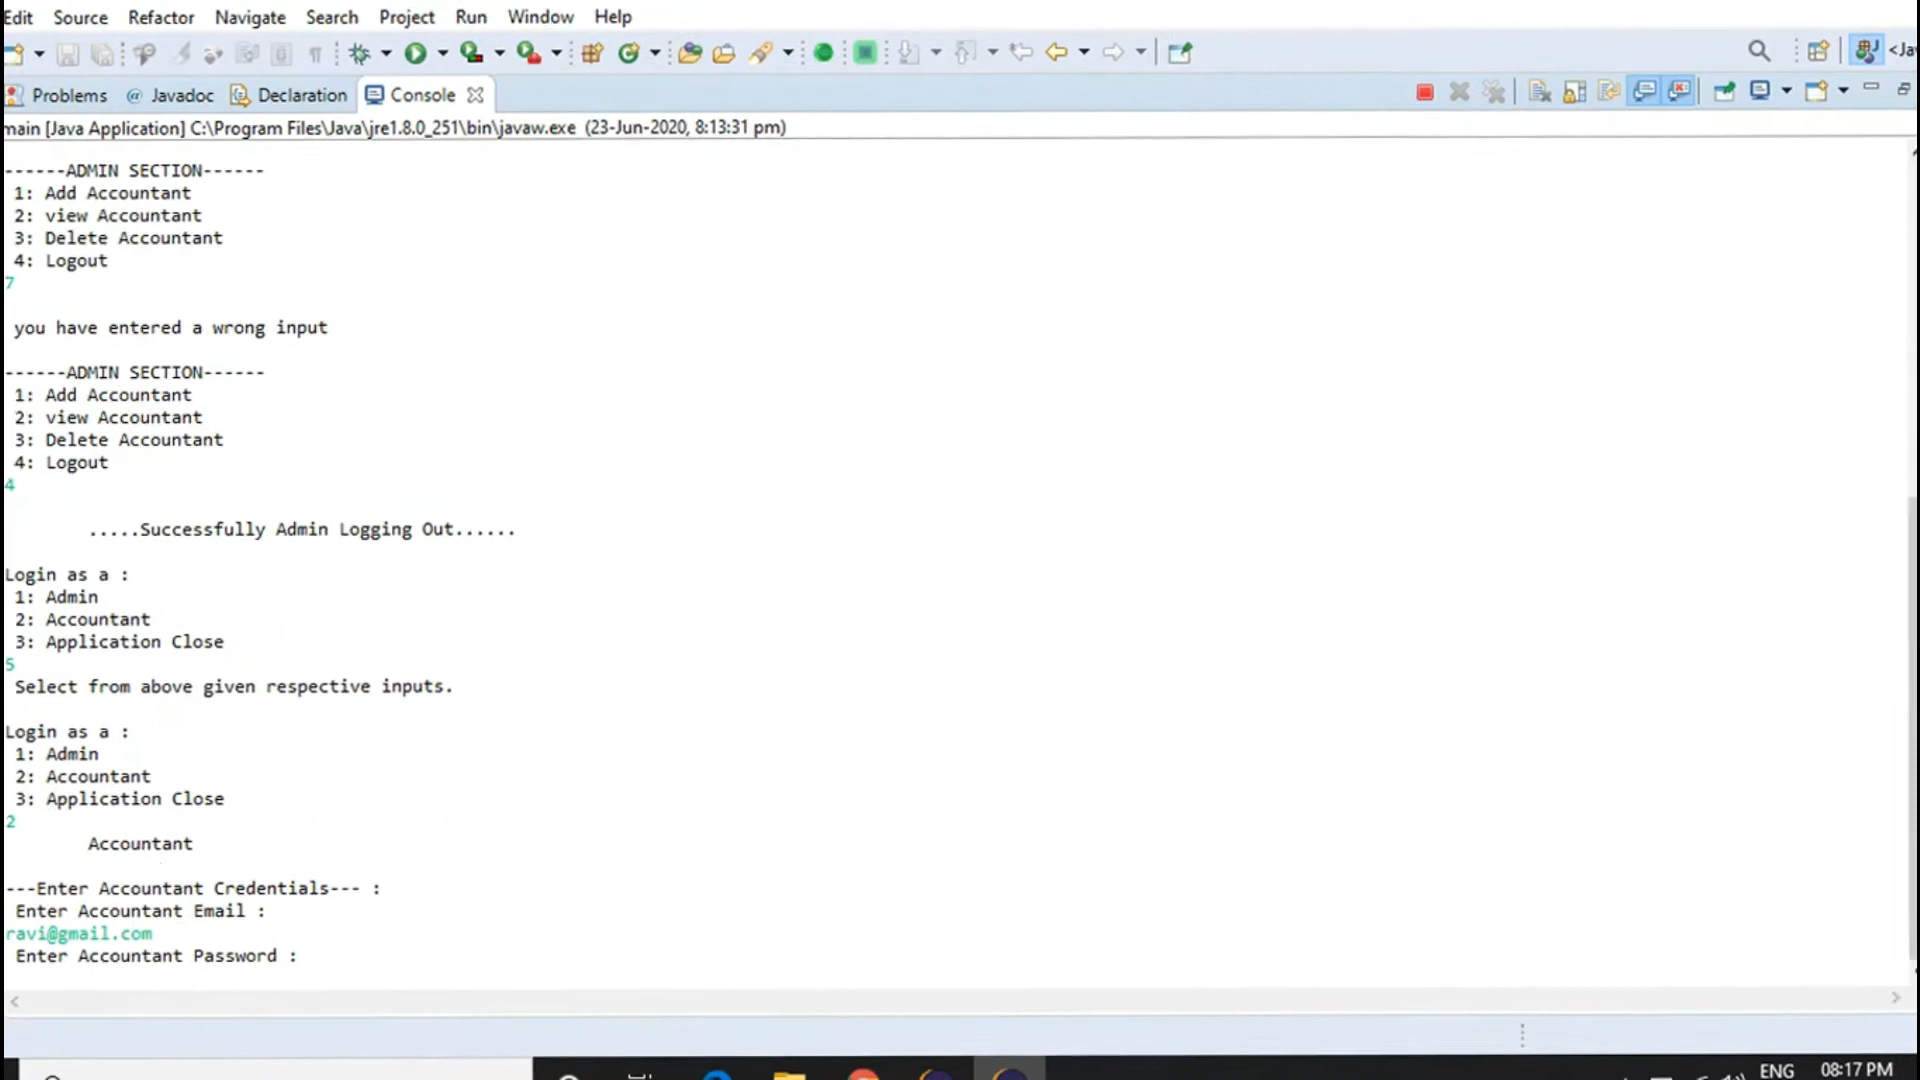 Edit Source Refactor Navigate Search Project Run Window Help
Problems @ Javadoc Declaration Console
main [Java Application] C:\Program Files\Java\jre1.8.0_251\bin\javaw.exe (23-Jun-2020, 8:13:31 pm)
------ADMIN SECTION------
1: Add Accountant
2: view Accountant
3: Delete Accountant
4: Logout
7
you have entered a wrong input
------ADMIN SECTION------
1: Add Accountant
2: view Accountant
3: Delete Accountant
4: Logout
4
.....Successfully Admin Logging Out......
Login as a :
1: Admin
2: Accountant
3: Application Close
5
Select from above given respective inputs.
Login as a :
1: Admin
2: Accountant
3: Application Close
2
Accountant
---Enter Accountant Credentials--- :
Enter Accountant Email :
ravi@gmail.com
Enter Accountant Password :
ENG 08:17 PM